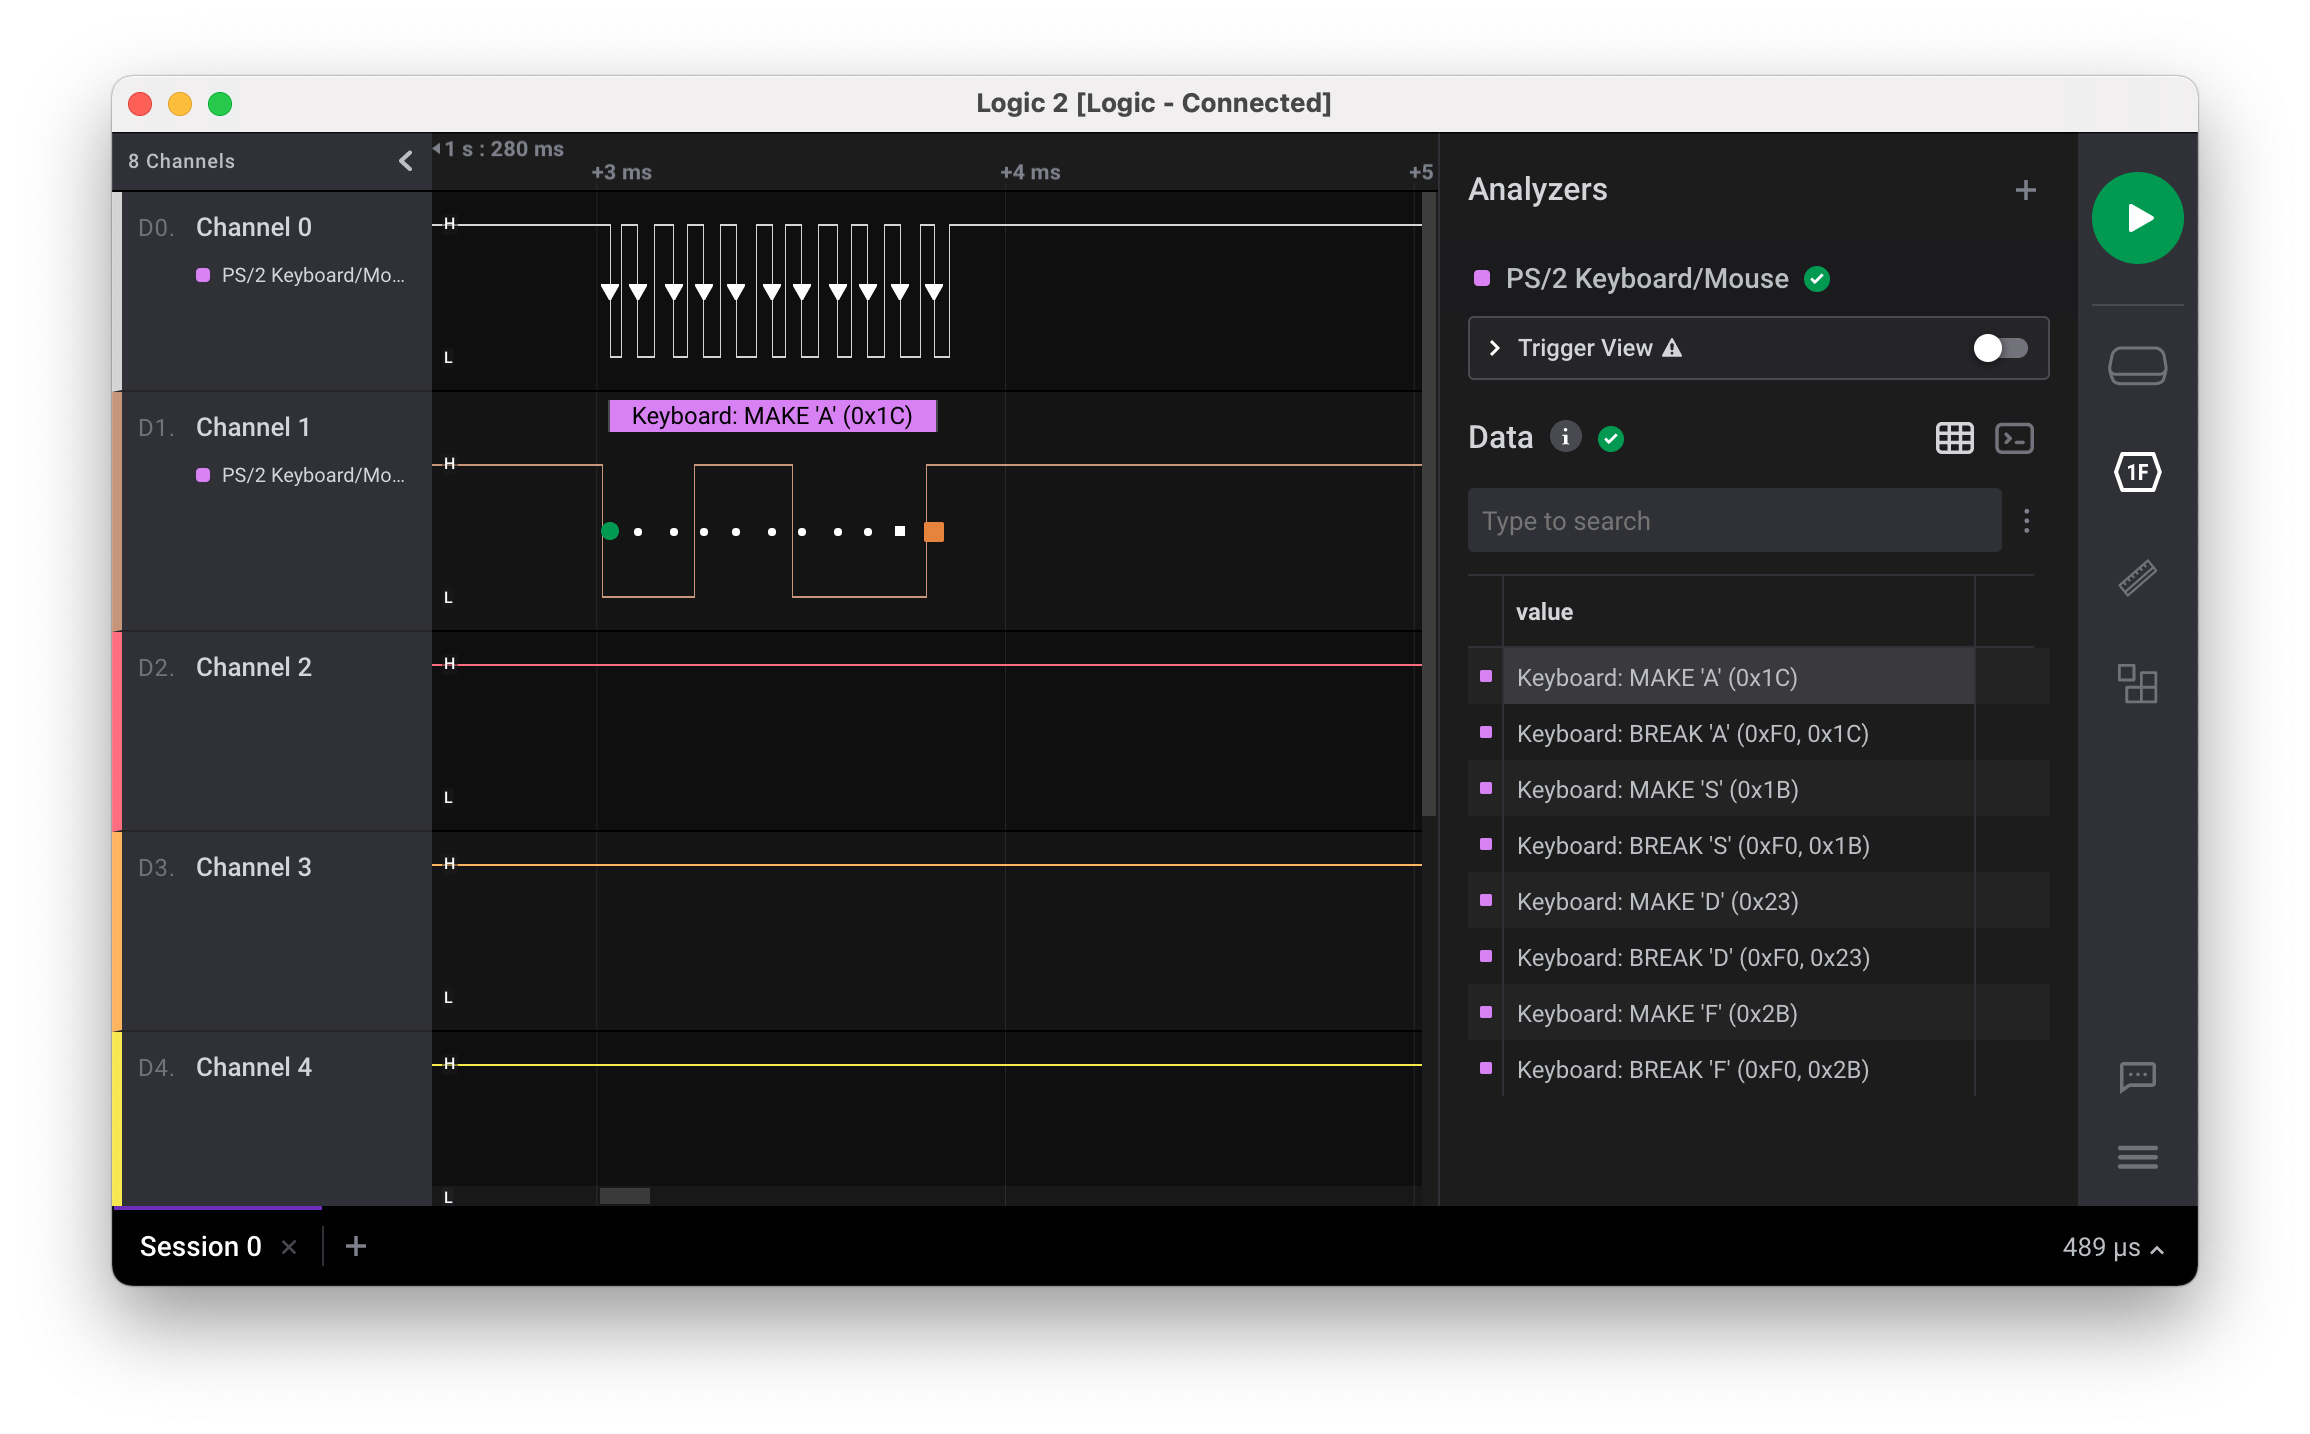 Logic 2 [Logic - Connected]
8 Channels
1 s : 280 ms
+3 ms
+4 ms
+5
D0. Channel 0
PS/2 Keyboard/Mo...
H
L
D1. Channel 1
PS/2 Keyboard/Mo...
Keyboard: MAKE 'A' (0x1C)
H
L
D2. Channel 2
H
L
D3. Channel 3
H
L
D4. Channel 4
H
L
Analyzers
PS/2 Keyboard/Mouse
Trigger View
Data
Type to search
value
Keyboard: MAKE 'A' (0x1C)
Keyboard: BREAK 'A' (0xF0, 0x1C)
Keyboard: MAKE 'S' (0x1B)
Keyboard: BREAK 'S' (0xF0, 0x1B)
Keyboard: MAKE 'D' (0x23)
Keyboard: BREAK 'D' (0xF0, 0x23)
Keyboard: MAKE 'F' (0x2B)
Keyboard: BREAK 'F' (0xF0, 0x2B)
1F
Session 0
489 µs